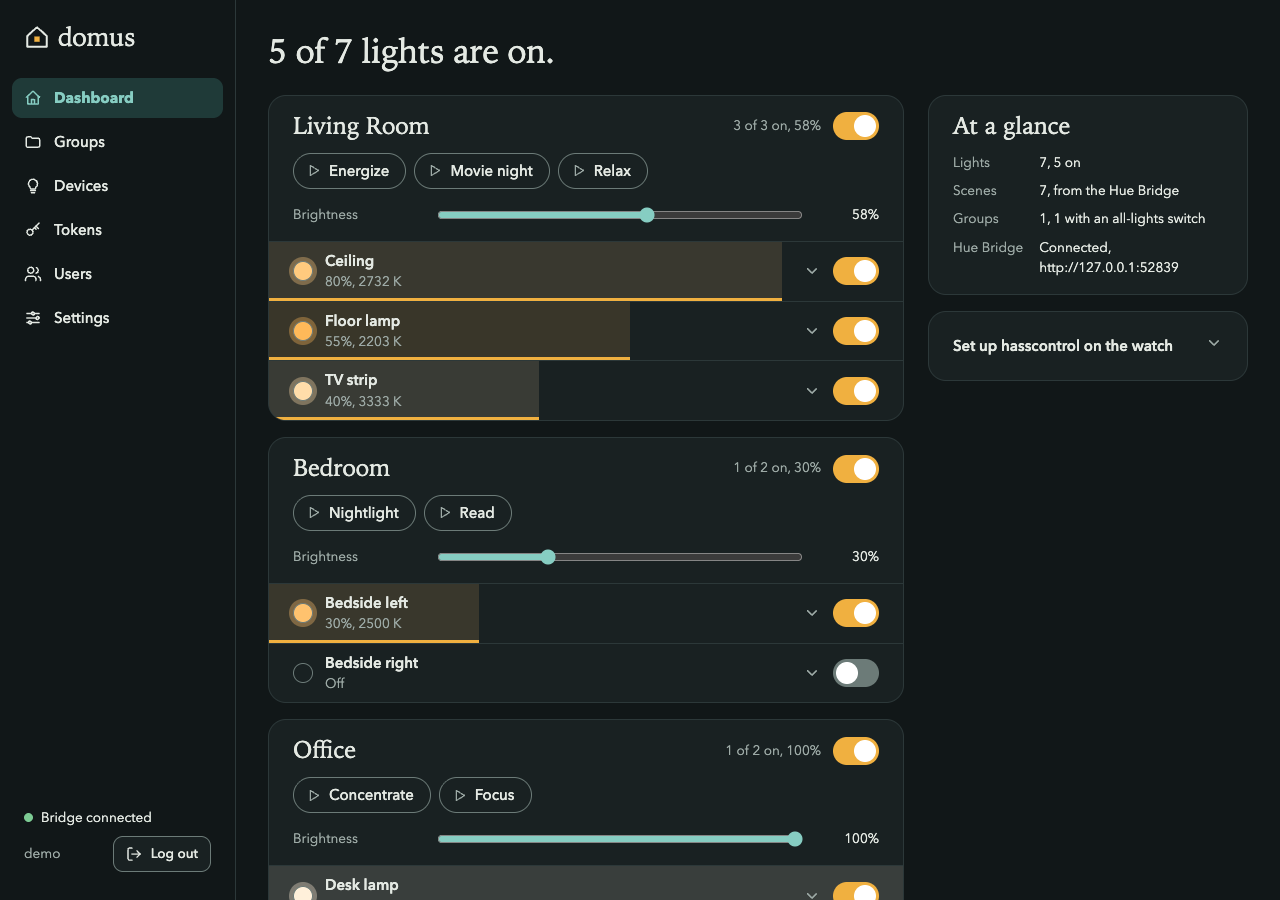 domus
Dashboard
Groups
Devices
Tokens
Users
Settings
Bridge connected
demo
Log out
5 of 7 lights are on.
Living Room
3 of 3 on, 58%
Energize
Movie night
Relax
Brightness
58%
Ceiling
80%, 2732 K
Floor lamp
55%, 2203 K
TV strip
40%, 3333 K
Bedroom
1 of 2 on, 30%
Nightlight
Read
Brightness
30%
Bedside left
30%, 2500 K
Bedside right
Off
Office
1 of 2 on, 100%
Concentrate
Focus
Brightness
100%
Desk lamp
At a glance
Lights
7, 5 on
Scenes
7, from the Hue Bridge
Groups
1, 1 with an all-lights switch
Hue Bridge
Connected,
http://127.0.0.1:52839
Set up hasscontrol on the watch